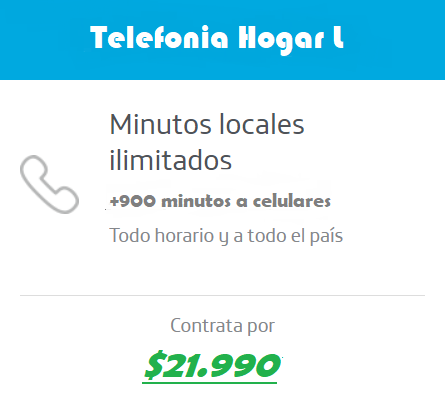 Telefonia Hogar L
Minutos locales
ilimitados
+900 minutos a celulares
Todo horario y a todo el país
Contrata por
$21.990